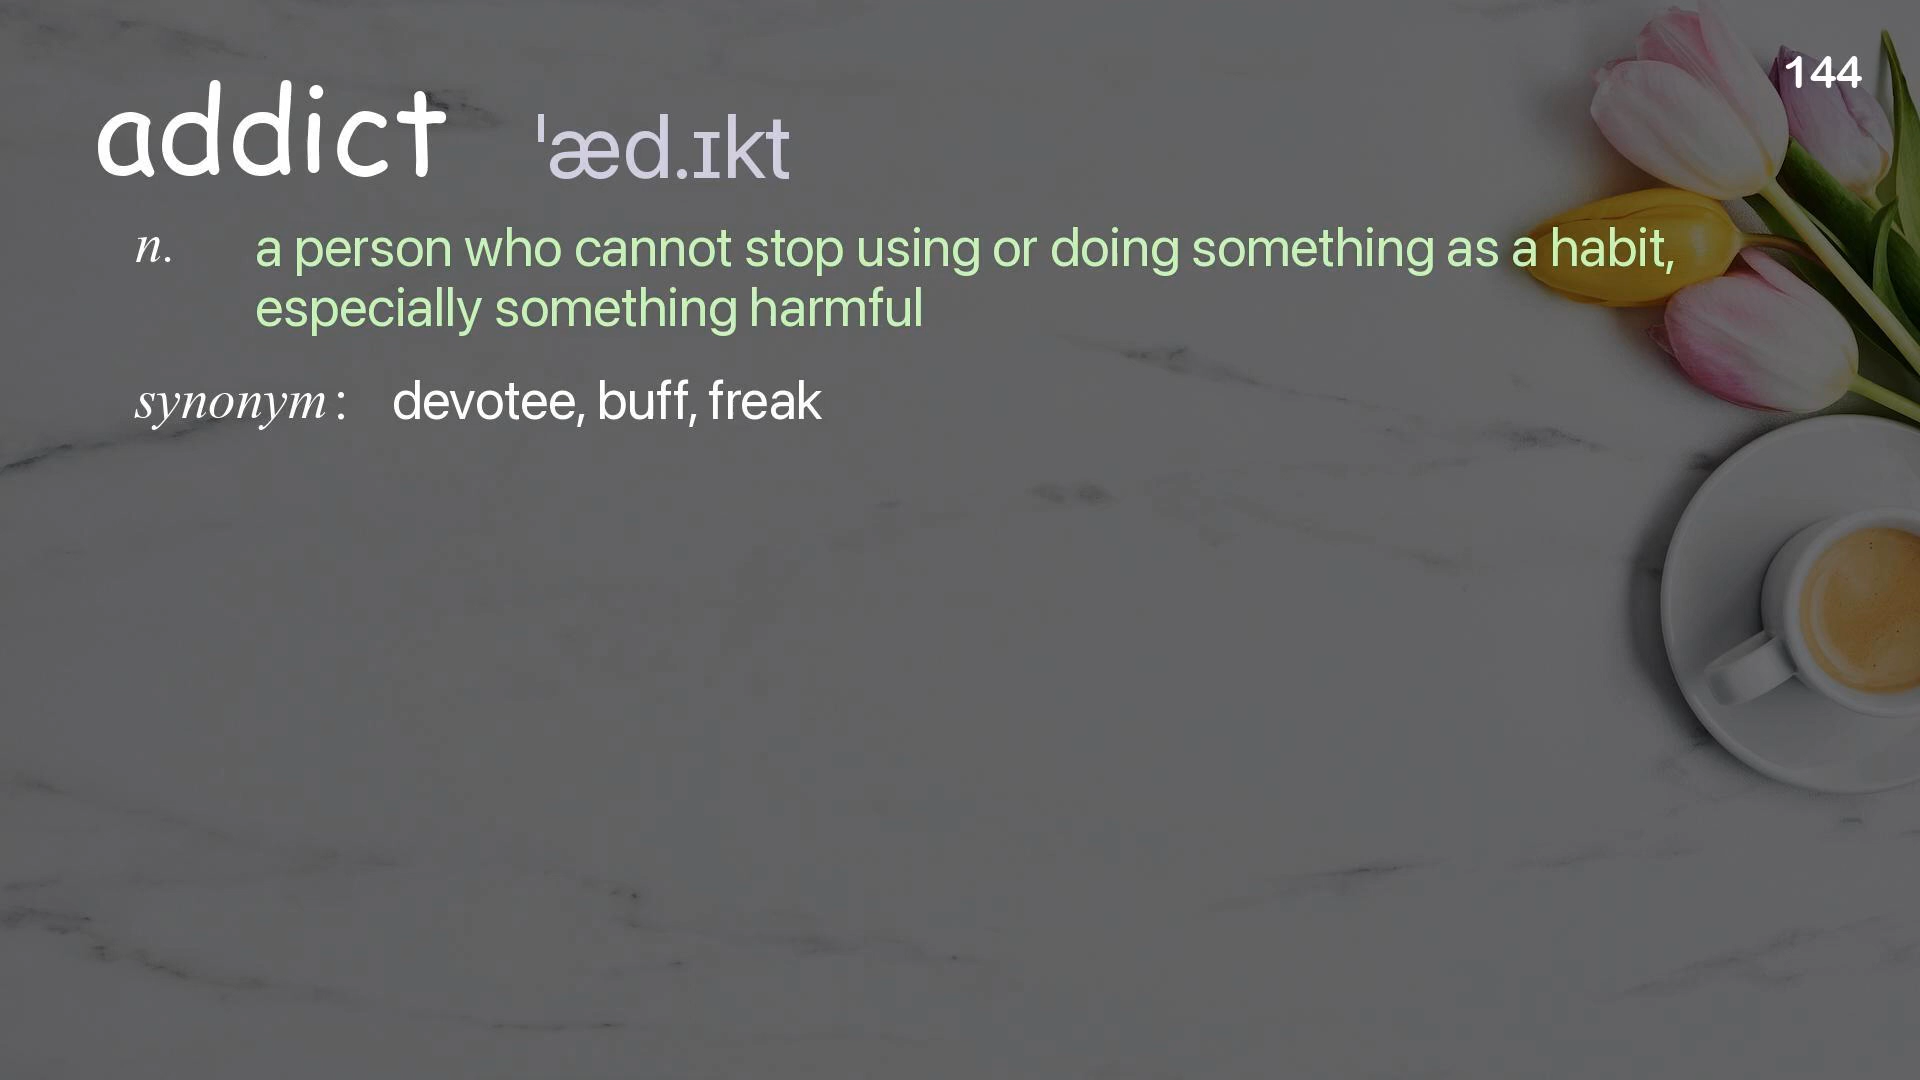 144
addict ˈæd.ɪkt
n. a person who cannot stop using or doing something as a habit,
especially something harmful
synonym: devotee, buff, freak